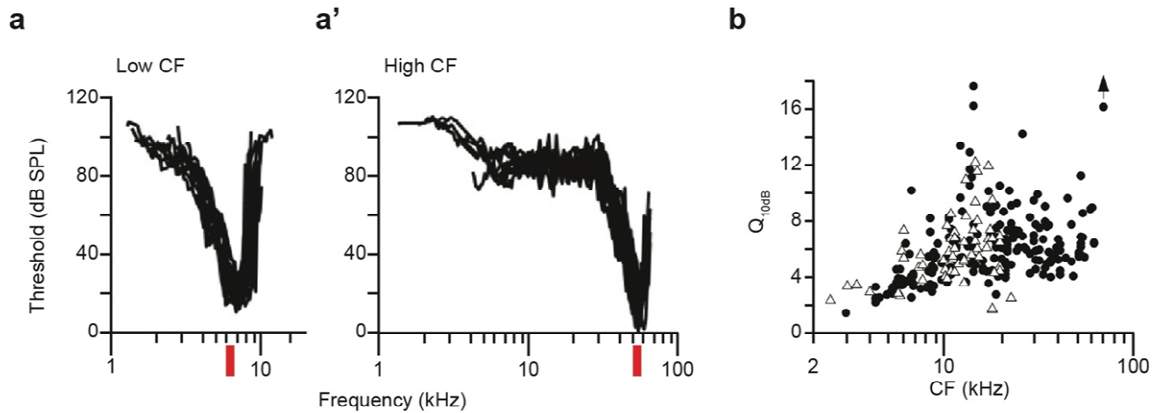 a
a’
b
Low CF
High CF
Threshold (dB SPL)
120
80
40
0
1
10
120
80
40
0
1
10
100
Frequency (kHz)
Q10dB
16
12
8
4
0
2
10
100
CF (kHz)